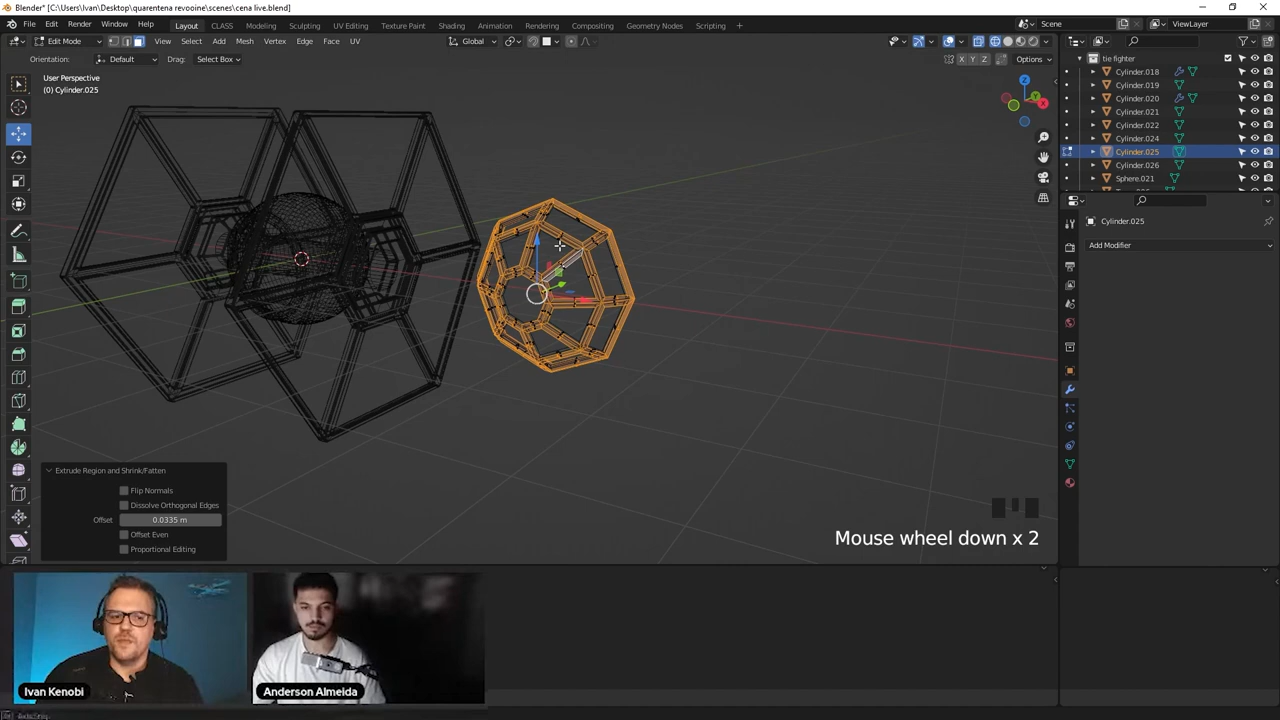 Blender* [C:\Users\Ivan\Desktop\quarentena revooine\scenes\cena live.blend]
File Edit Render Window Help Layout CLASS Modeling Sculpting UV Editing Texture Paint Shading Animation Rendering Compositing Geometry Nodes Scripting + Scene ViewLayer
Edit Mode View Select Add Mesh Vertex Edge Face UV Global
Orientation: Default Drag: Select Box X Y Z Options
User Perspective
(0) Cylinder.025
Z
Y
X
tie fighter
Cylinder.018
Cylinder.019
Cylinder.020
Cylinder.021
Cylinder.022
Cylinder.024
Cylinder.025
Cylinder.026
Sphere.021
Cylinder.025
Add Modifier
Extrude Region and Shrink/Fatten
Flip Normals
Dissolve Orthogonal Edges
Offset 0.0335 m
Offset Even
Proportional Editing
Mouse wheel down x 2
Ivan Kenobi
Anderson Almeida